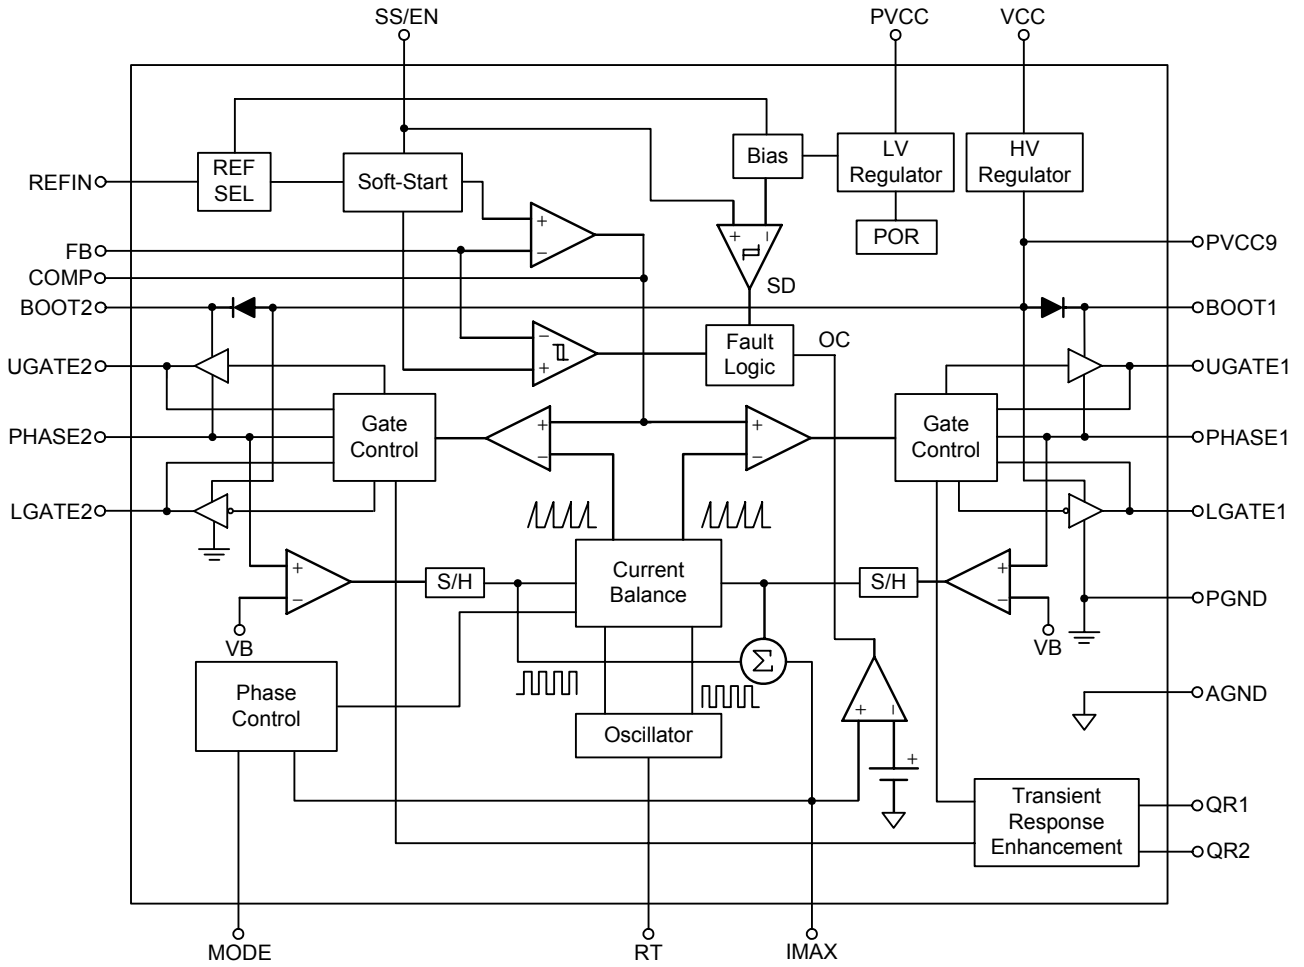 SS/EN
PVCC
VCC
REF
SEL
Soft-Start
Bias
LV
Regulator
HV
Regulator
REFIN
POR
FB
+
−
+
−
PVCC9
COMP
SD
BOOT2
BOOT1
−
+
Fault
Logic
OC
UGATE2
UGATE1
Gate
Control
+
−
+
−
Gate
Control
PHASE2
PHASE1
LGATE2
LGATE1
+
−
S/H
Current
Balance
S/H
+
−
VB
VB
PGND
Σ
Phase
Control
AGND
+
−
Oscillator
+
Transient
Response
Enhancement
QR1
QR2
MODE
RT
IMAX